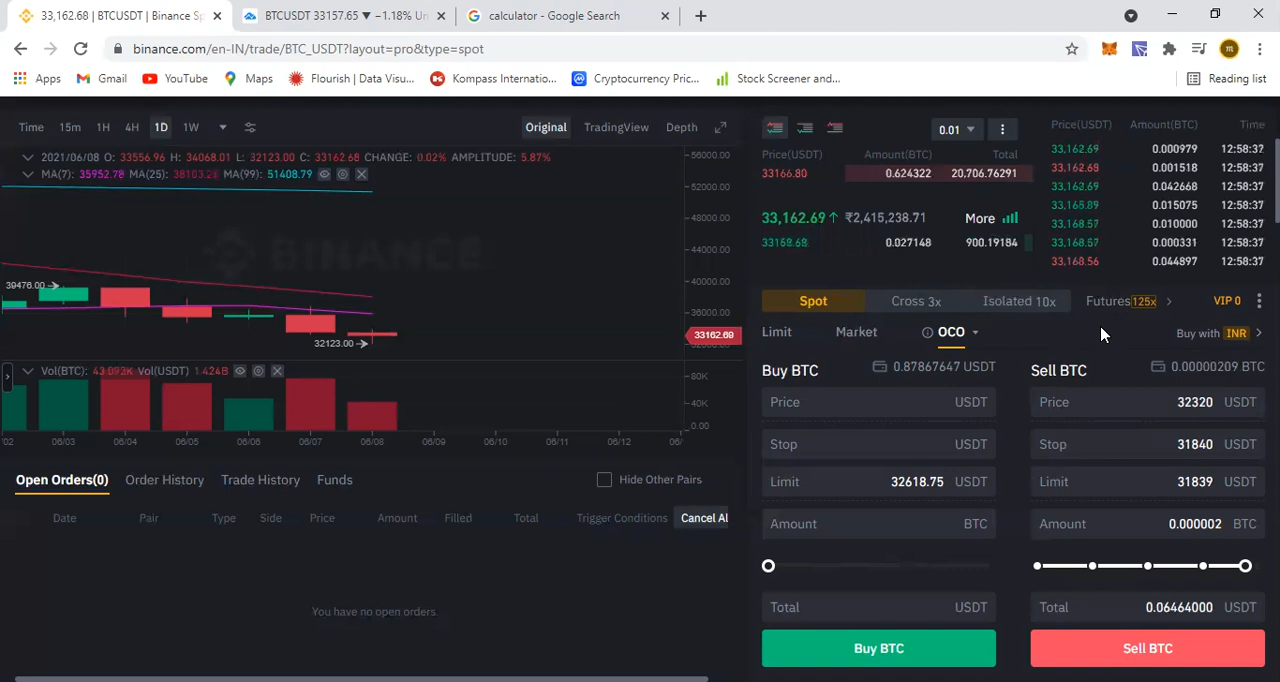 33,162.68 | BTCUSDT | Binance Sp
BTCUSDT 33157.65 ▼ −1.18% U
calculator - Google Search
binance.com/en-IN/trade/BTC_USDT?layout=pro&type=spot
m
Apps Gmail YouTube Maps Flourish | Data Visu... Kompass Internatio... Cryptocurrency Pric... Stock Screener and... Reading list
Time 15m 1H 4H 1D 1W Original TradingView Depth
2021/06/08 O: 33556.96 H: 34068.01 L: 32123.00 C: 33162.68 CHANGE: 0.02% AMPLITUDE: 5.87%
MA(7): 35952.78 MA(25): 38103.21 MA(99): 51408.79
BINANCE
39476.00
32123.00
56000.00
52000.00
48000.00
44000.00
40000.00
36000.00
33162.69
Vol(BTC): 43.093K Vol(USDT) 1.424B
80K
40K
0.00
/02 06/03 06/04 06/05 06/06 06/07 06/08 06/09 06/10 06/11 06/12 06/
Open Orders(0) Order History Trade History Funds Hide Other Pairs
Date Pair Type Side Price Amount Filled Total Trigger Conditions Cancel Al
You have no open orders.
0.01
Price(USDT) Amount(BTC) Total
33166.80 0.624322 20,706.76291
33,162.69↑ ₹2,415,238.71 More
0.027148 900.19184
Price(USDT) Amount(BTC) Time
33,162.69 0.000979 12:58:37
33,162.68 0.001518 12:58:37
33,162.69 0.042668 12:58:37
33,165.89 0.015075 12:58:37
33,168.57 0.010000 12:58:37
33,168.57 0.000331 12:58:37
33,168.56 0.044897 12:58:37
Spot Cross 3x Isolated 10x Futures 125x VIP 0
Limit Market OCO Buy with INR
Buy BTC 0.87867647 USDT
Price USDT
Stop USDT
Limit 32618.75 USDT
Amount BTC
Total USDT
Buy BTC
Sell BTC 0.00000209 BTC
Price 32320 USDT
Stop 31840 USDT
Limit 31839 USDT
Amount 0.000002 BTC
Total 0.06464000 USDT
Sell BTC